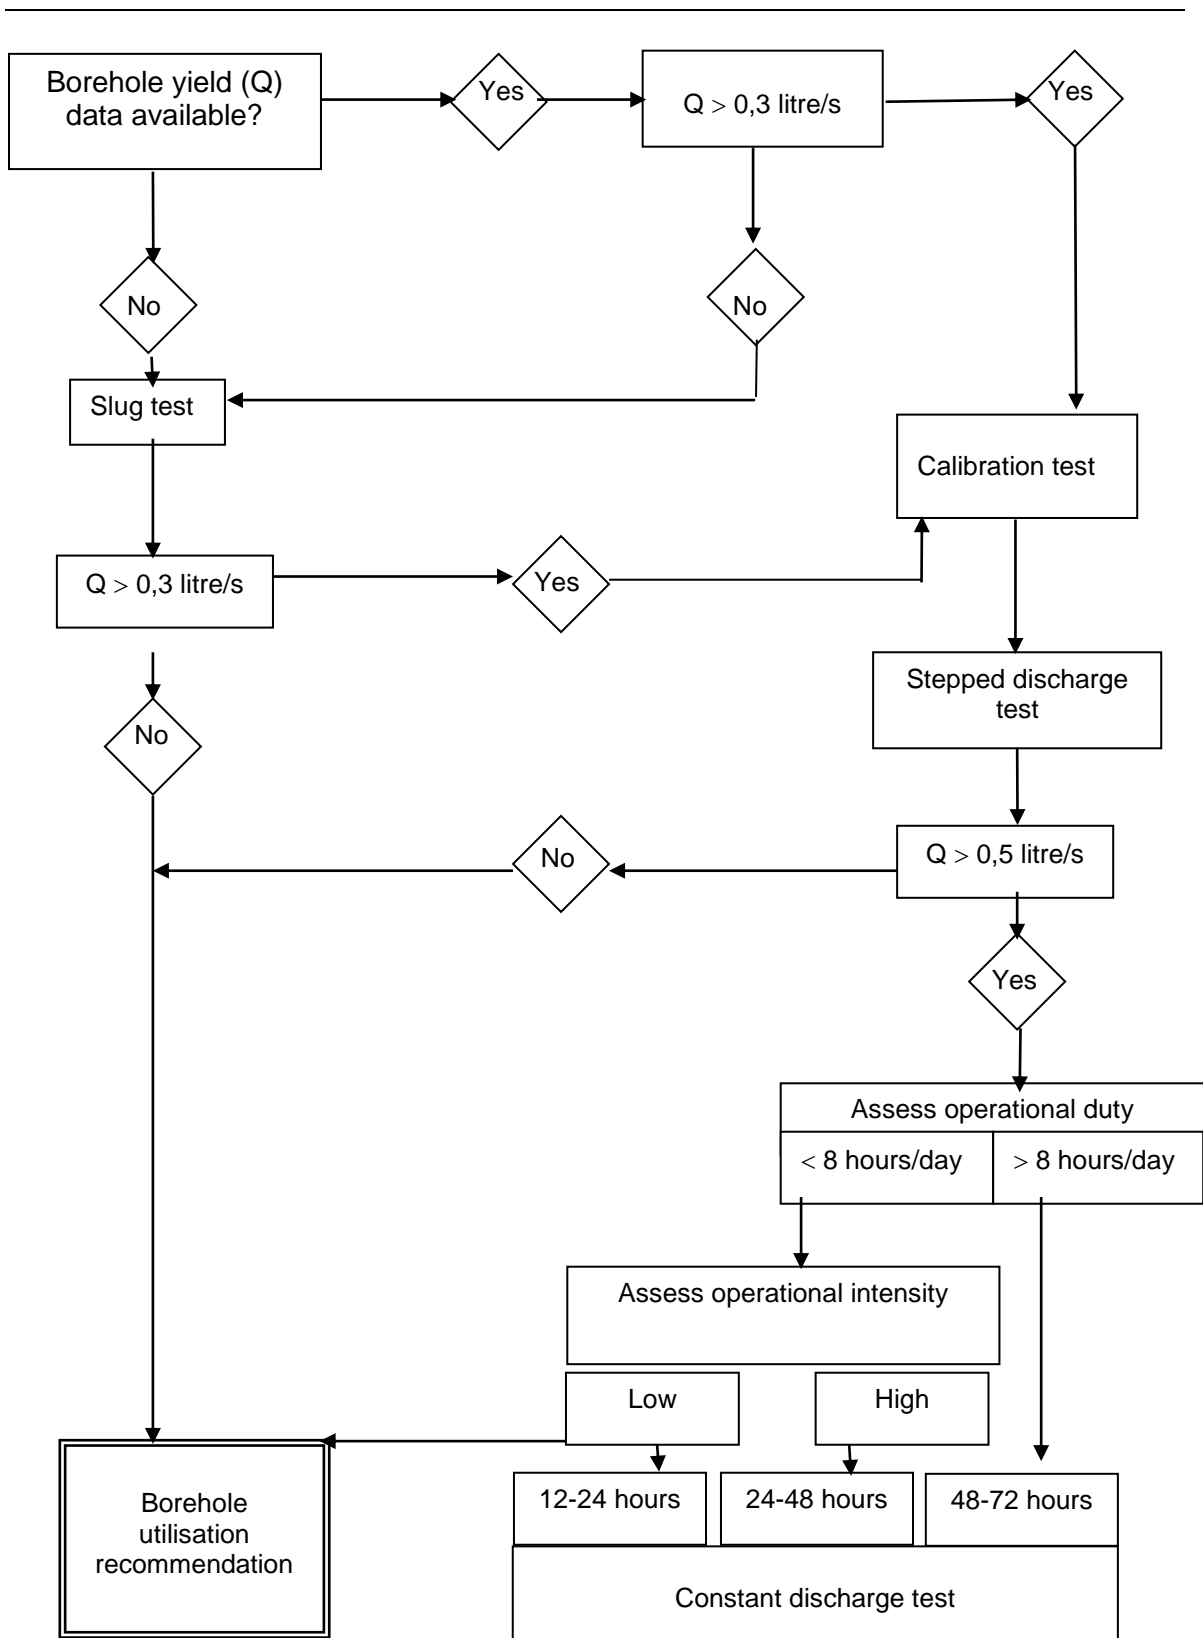 Borehole yield (Q)
data available?
Yes
Q > 0,3 litre/s
Yes
No
No
Slug test
Calibration test
Q > 0,3 litre/s
Yes
Stepped discharge
test
No
No
Q > 0,5 litre/s
Yes
Assess operational duty
< 8 hours/day
> 8 hours/day
Assess operational intensity
Low
High
12-24 hours
24-48 hours
48-72 hours
Borehole
utilisation
recommendation
Constant discharge test